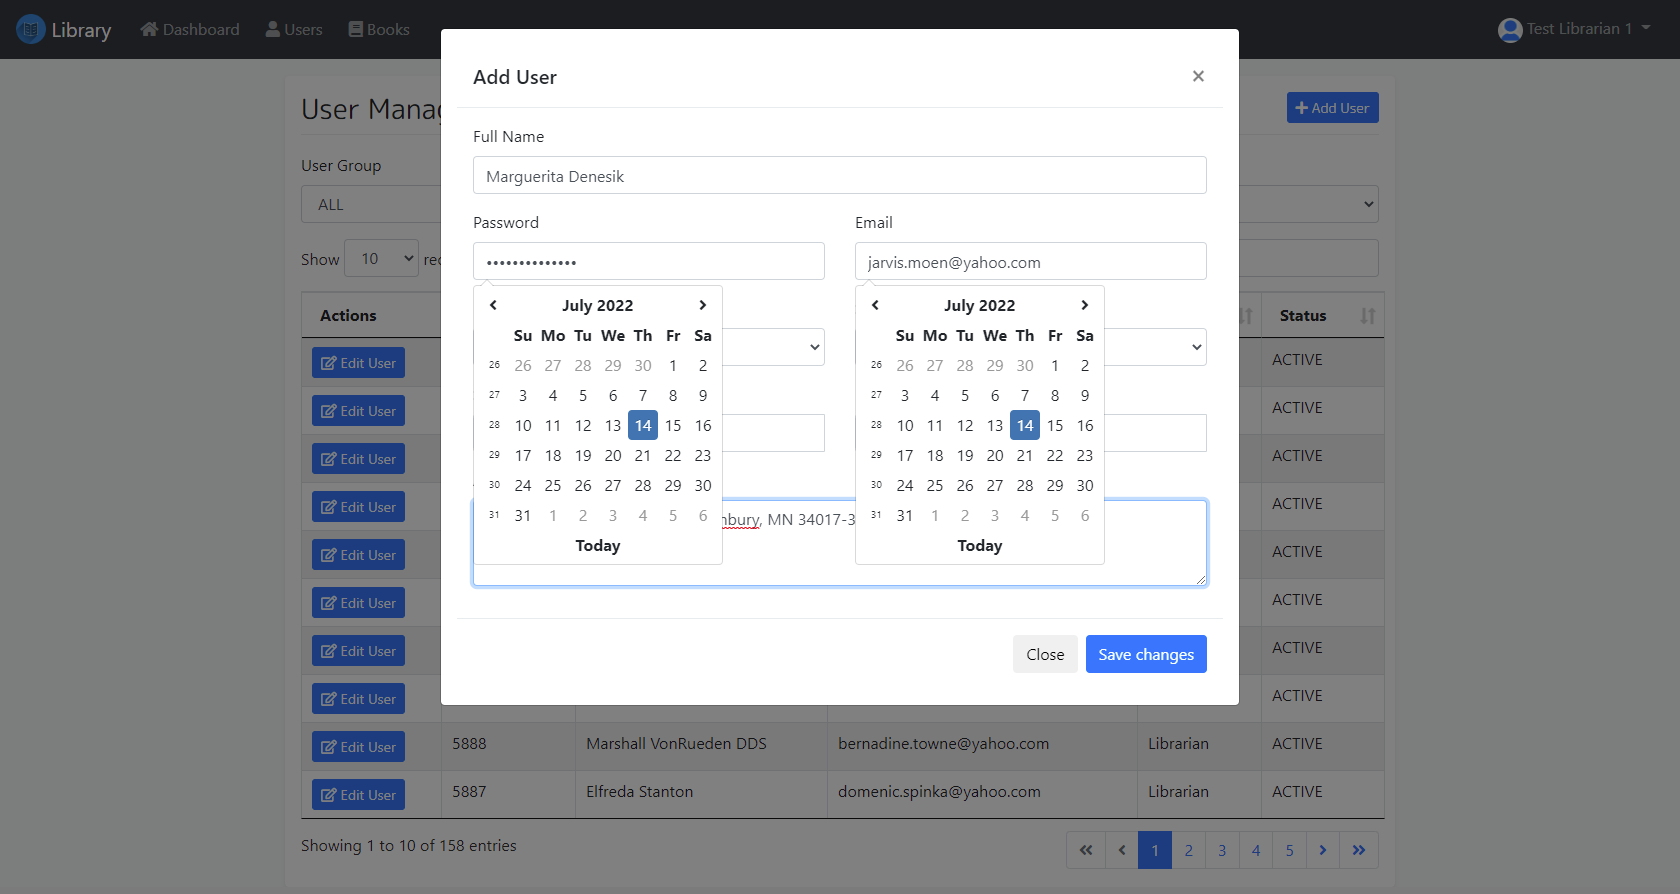 Library Dashboard Users Books Test Librarian 1
Add User ×
User Manag
Add User
Full Name
Marguerita Denesik
User Group
ALL
Password Email
•••••••••••••• jarvis.moen@yahoo.com
Show 10 rec
July 2022 July 2022
Su Mo Tu We Th Fr Sa Su Mo Tu We Th Fr Sa
26 26 27 28 29 30 1 2 26 26 27 28 29 30 1 2
27 3 4 5 6 7 8 9 27 3 4 5 6 7 8 9
28 10 11 12 13 14 15 16 28 10 11 12 13 14 15 16
29 17 18 19 20 21 22 23 29 17 18 19 20 21 22 23
30 24 25 26 27 28 29 30 30 24 25 26 27 28 29 30
31 31 1 2 3 4 5 6 31 31 1 2 3 4 5 6
Today Today
nbury, MN 34017-3
Close Save changes
Actions Status
Edit User ACTIVE
Edit User ACTIVE
Edit User ACTIVE
Edit User ACTIVE
Edit User ACTIVE
Edit User ACTIVE
Edit User ACTIVE
Edit User ACTIVE
Edit User 5888 Marshall VonRueden DDS bernadine.towne@yahoo.com Librarian ACTIVE
Edit User 5887 Elfreda Stanton domenic.spinka@yahoo.com Librarian ACTIVE
Showing 1 to 10 of 158 entries
« ‹ 1 2 3 4 5 › »